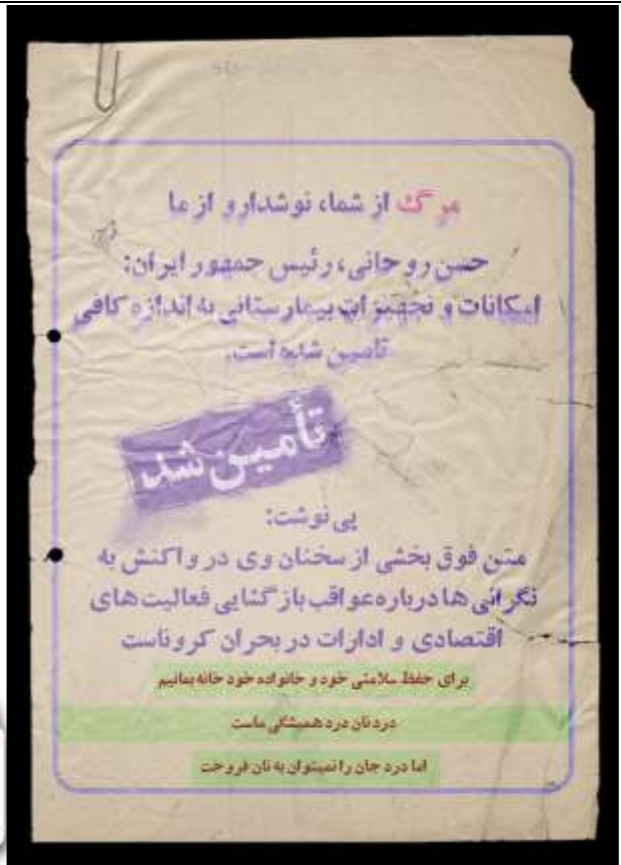 مرگ از شما، نوشدارو از ما
حسن روحانی، رئیس جمهور ایران:
امکانات و تجهیزات بیمارستانی به اندازه کافی
تامین شده است.
تأمین شد
پی نوشت:
متن فوق بخشی از سخنان وی در واکنش به
نگرانی ها درباره عواقب بازگشایی فعالیت های
اقتصادی و ادارات در بحران کروناست
برای حفظ سلامتی خود و خانواده خود خانه بمانیم
درد نان درد همیشگی ماست
اما درد جان را نمیتوان به نان فروخت